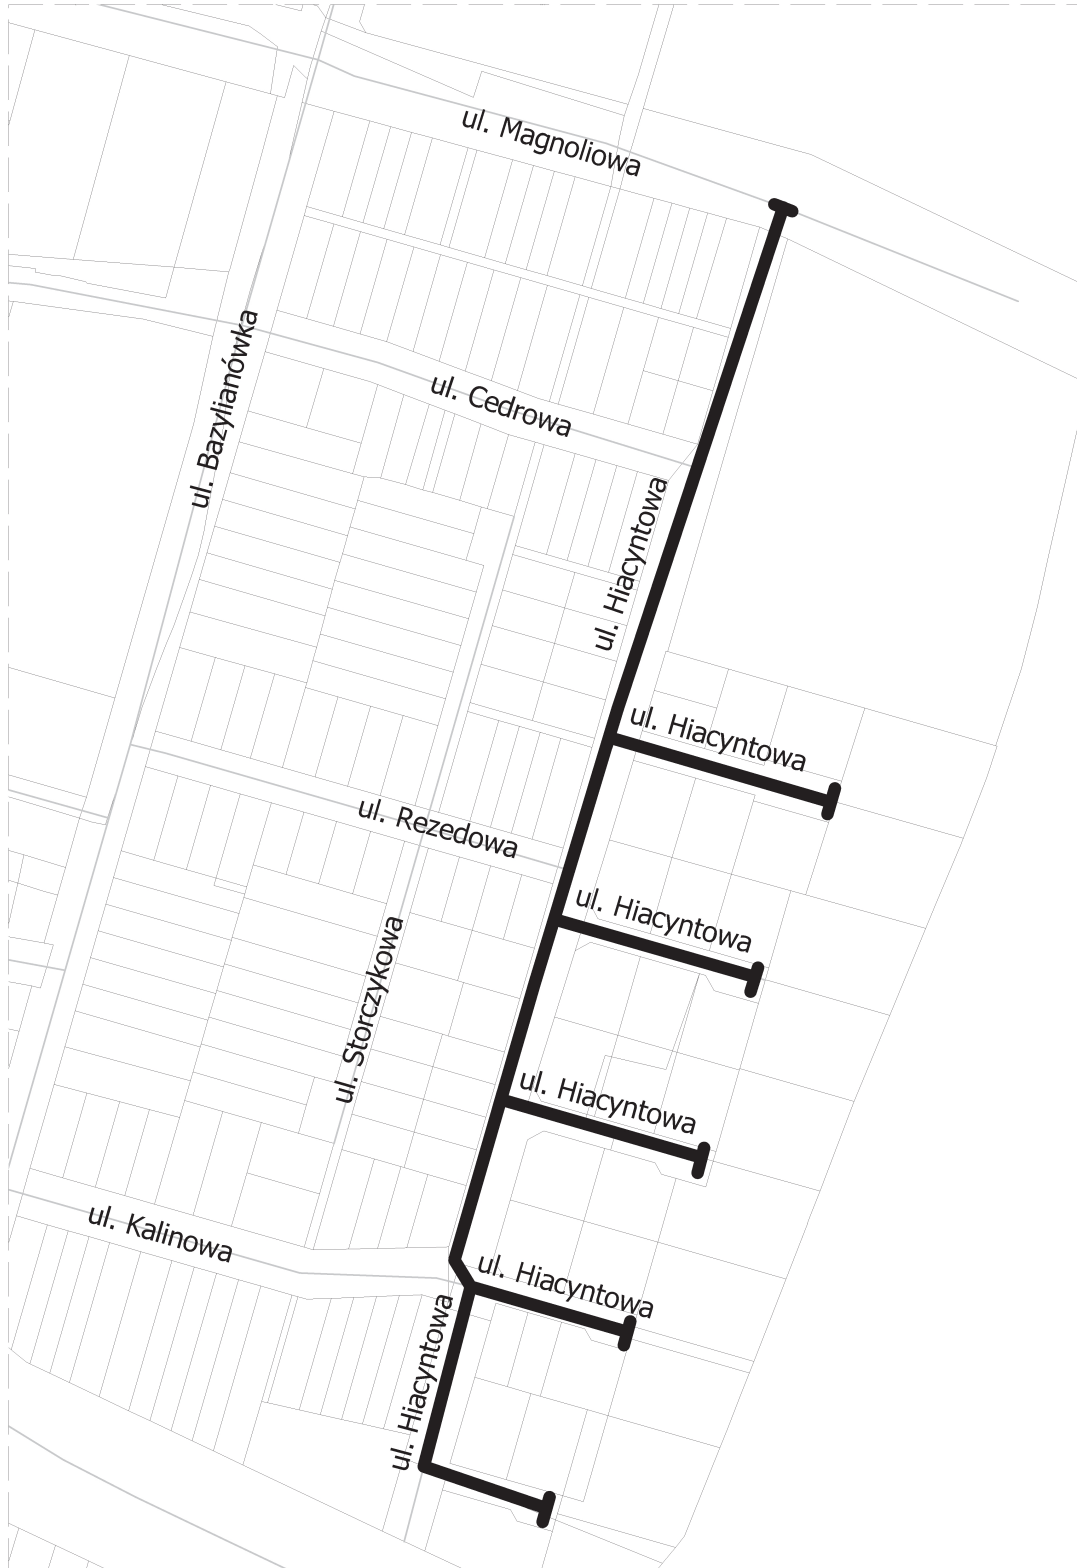 ul. Magnoliowa
ul. Bazylianówka
ul. Cedrowa
ul. Hiacyntowa
ul. Hiacyntowa
ul. Rezedowa
ul. Hiacyntowa
ul. Storczykowa
ul. Hiacyntowa
ul. Kalinowa
ul. Hiacyntowa
ul. Hiacyntowa